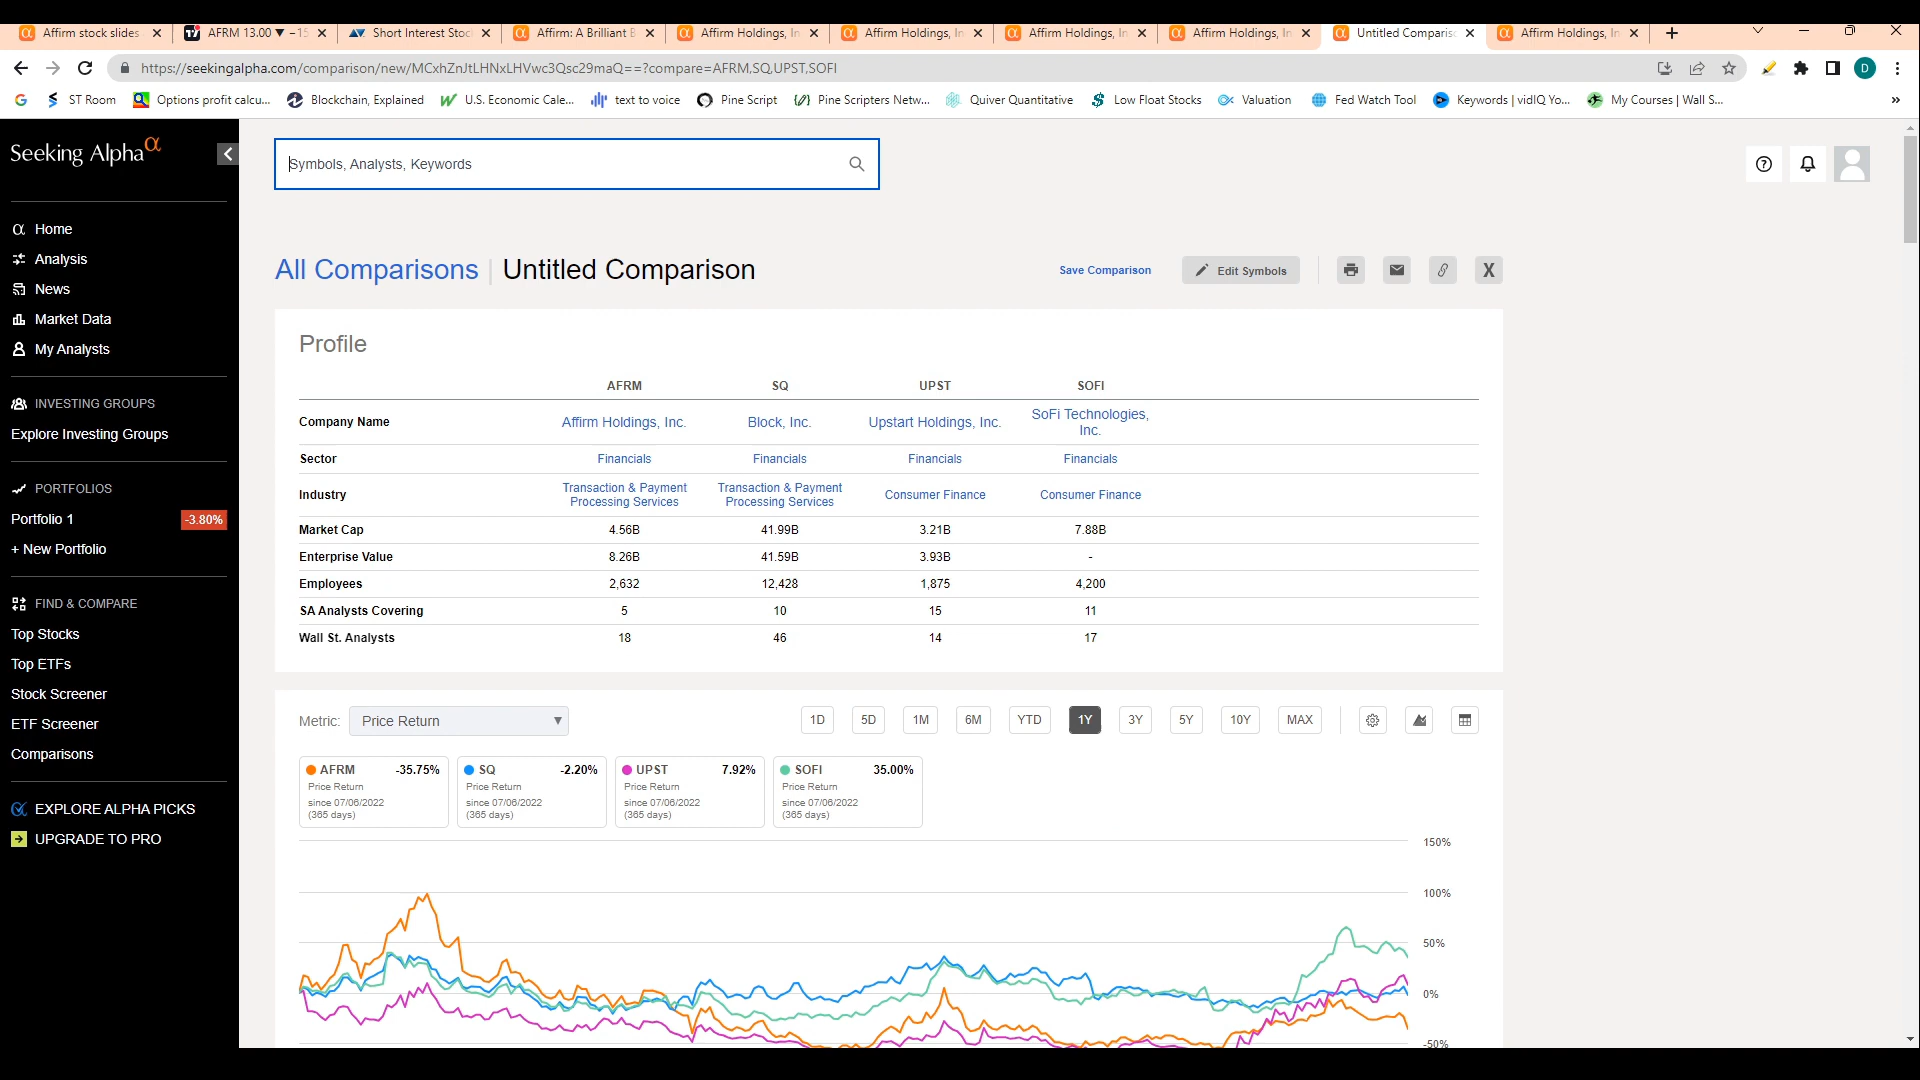 Affirm stock slides
AFRM 13.00 ▼ −15
Short Interest Stoc
Affirm: A Brilliant B
Affirm Holdings, In
Affirm Holdings, In
Affirm Holdings, In
Affirm Holdings, In
Untitled Comparis
Affirm Holdings, In
https://seekingalpha.com/comparison/new/MCxhZnJtLHNxLHVwc3Qsc29maQ==?compare=AFRM,SQ,UPST,SOFI
D
ST Room
Options profit calcu...
Blockchain, Explained
U.S. Economic Cale...
text to voice
Pine Script
Pine Scripters Netw...
Quiver Quantitative
Low Float Stocks
Valuation
Fed Watch Tool
Keywords | vidIQ Yo...
My Courses | Wall S...
»
Seeking Alpha α
Symbols, Analysts, Keywords
Home
Analysis
News
Market Data
My Analysts
INVESTING GROUPS
Explore Investing Groups
PORTFOLIOS
Portfolio 1 -3.80%
+ New Portfolio
FIND & COMPARE
Top Stocks
Top ETFs
Stock Screener
ETF Screener
Comparisons
EXPLORE ALPHA PICKS
UPGRADE TO PRO
All Comparisons | Untitled Comparison
Save Comparison
Edit Symbols
X
Profile
AFRM SQ UPST SOFI
Company Name Affirm Holdings, Inc. Block, Inc. Upstart Holdings, Inc. SoFi Technologies,
Inc.
Sector Financials Financials Financials Financials
Industry Transaction & Payment Transaction & Payment Consumer Finance Consumer Finance
Processing Services Processing Services
Market Cap 4.56B 41.99B 3.21B 7.88B
Enterprise Value 8.26B 41.59B 3.93B -
Employees 2,632 12,428 1,875 4,200
SA Analysts Covering 5 10 15 11
Wall St. Analysts 18 46 14 17
Metric: Price Return
1D 5D 1M 6M YTD 1Y 3Y 5Y 10Y MAX
AFRM -35.75% SQ -2.20% UPST 7.92% SOFI 35.00%
Price Return Price Return Price Return Price Return
since 07/06/2022 since 07/06/2022 since 07/06/2022 since 07/06/2022
(365 days) (365 days) (365 days) (365 days)
150%
100%
50%
0%
-50%